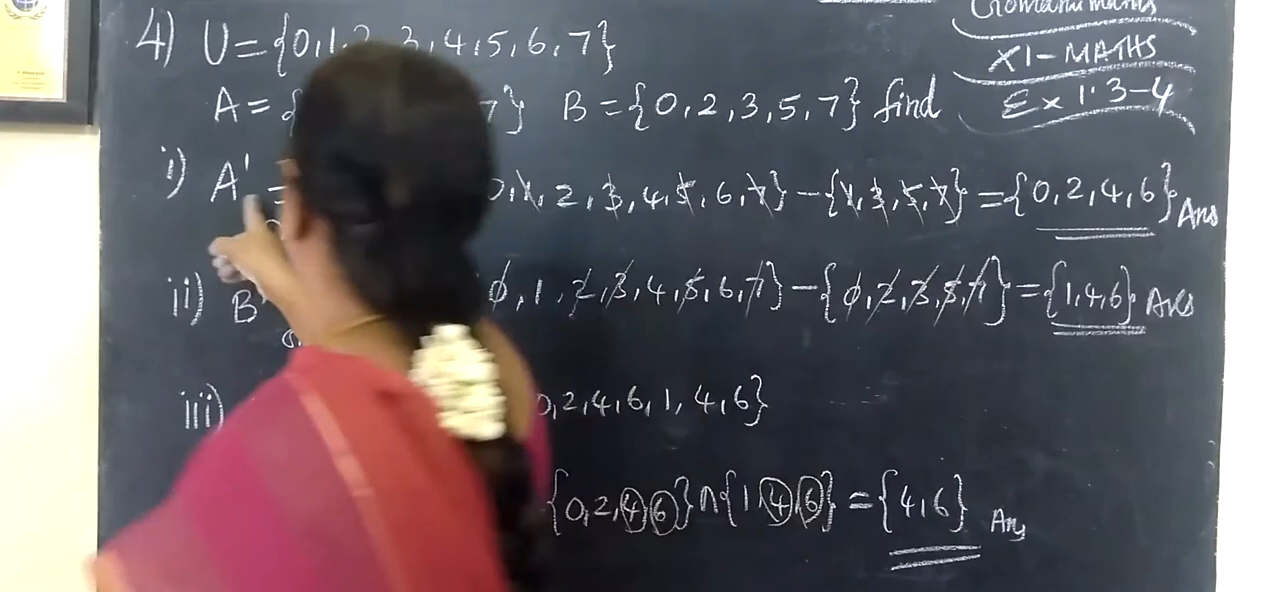 4) U={0,1,2,3,4,5,6,7}
XI-MATHS
A={ 7} B={0,2,3,5,7} find
Ex 1.3-4
i) A' = 0,1,2,3,4,5,6,7}-{1,3,5,7}={0,2,4,6} Ans
ii) B' 0,1,2,3,4,5,6,7}-{0,2,3,5,7}={1,4,6} Ans
iii) 0,2,4,6,1,4,6}
{0,2,4,6}∩{1,4,6}={4,6} Ans